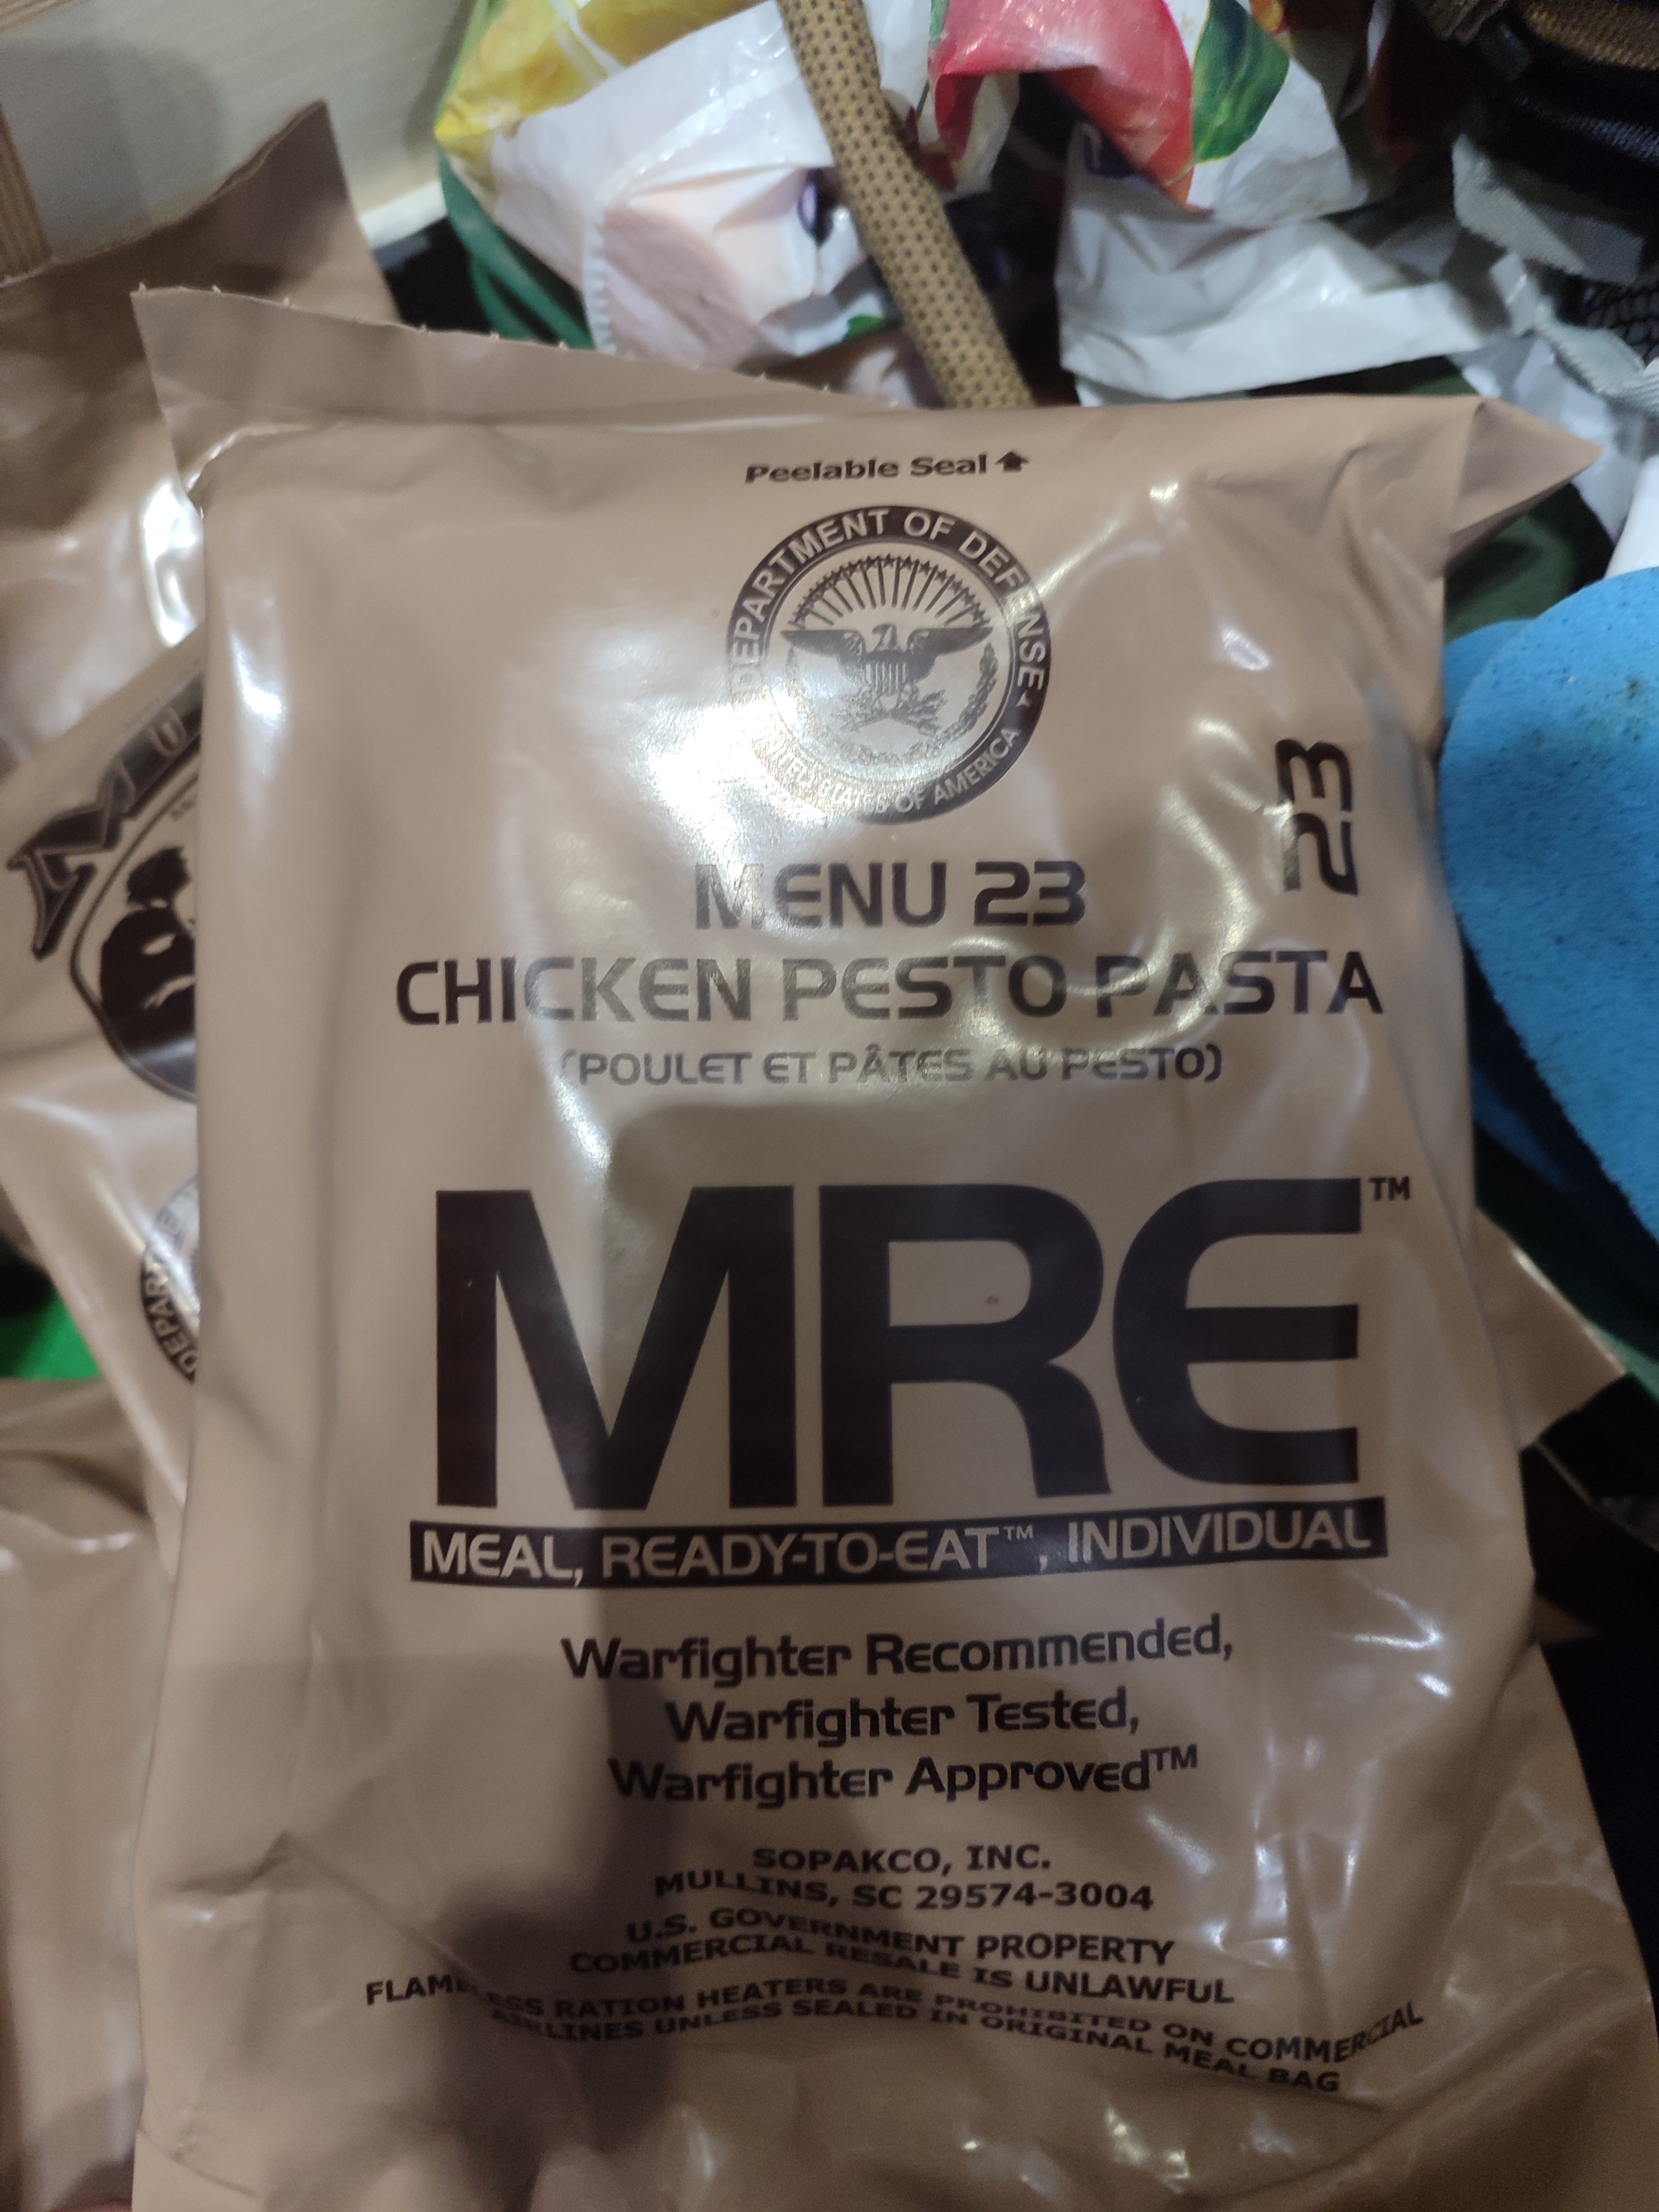 Peelable Seal
DEPARTMENT OF DEFENSE
UNITED STATES OF AMERICA
23
MENU 23
CHICKEN PESTO PASTA
(POULET ET PÂTES AU PESTO)
MRE™
MEAL, READY-TO-EAT™, INDIVIDUAL
Warfighter Recommended,
Warfighter Tested,
Warfighter Approved™
SOPAKCO, INC.
MULLINS, SC 29574-3004
U.S. GOVERNMENT PROPERTY
COMMERCIAL RESALE IS UNLAWFUL
FLAMELESS RATION HEATERS ARE PROHIBITED ON COMMERCIAL
AIRLINES UNLESS SEALED IN ORIGINAL MEAL BAG